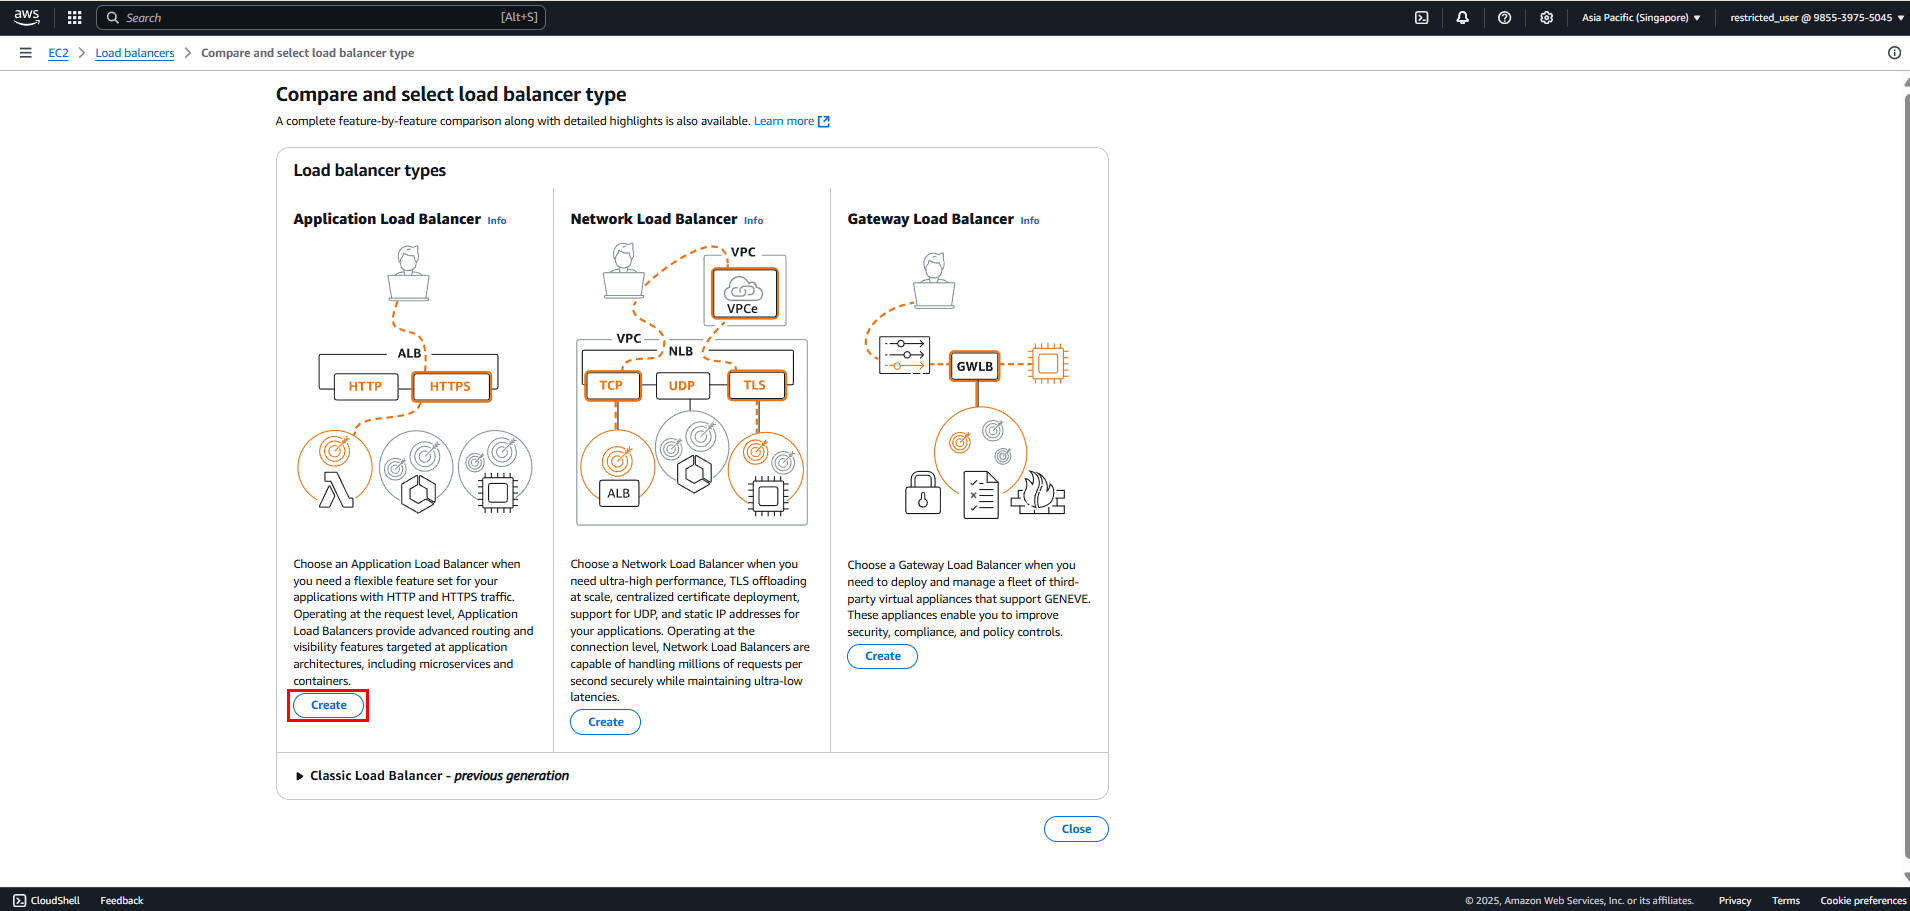 aws
Search
[Alt+S]
Asia Pacific (Singapore)
restricted_user @ 9855-3975-5045
EC2
Load balancers
Compare and select load balancer type
Compare and select load balancer type
A complete feature-by-feature comparison along with detailed highlights is also available. Learn more
Load balancer types
Application Load Balancer Info
ALB
HTTP
HTTPS
Choose an Application Load Balancer when
you need a flexible feature set for your
applications with HTTP and HTTPS traffic.
Operating at the request level, Application
Load Balancers provide advanced routing and
visibility features targeted at application
architectures, including microservices and
containers.
Create
Network Load Balancer Info
VPC
VPCe
VPC
NLB
TCP
UDP
TLS
ALB
Choose a Network Load Balancer when you
need ultra-high performance, TLS offloading
at scale, centralized certificate deployment,
support for UDP, and static IP addresses for
your applications. Operating at the
connection level, Network Load Balancers are
capable of handling millions of requests per
second securely while maintaining ultra-low
latencies.
Create
Gateway Load Balancer Info
GWLB
Choose a Gateway Load Balancer when you
need to deploy and manage a fleet of third-
party virtual appliances that support GENEVE.
These appliances enable you to improve
security, compliance, and policy controls.
Create
Classic Load Balancer - previous generation
Close
CloudShell
Feedback
© 2025, Amazon Web Services, Inc. or its affiliates.
Privacy
Terms
Cookie preferences